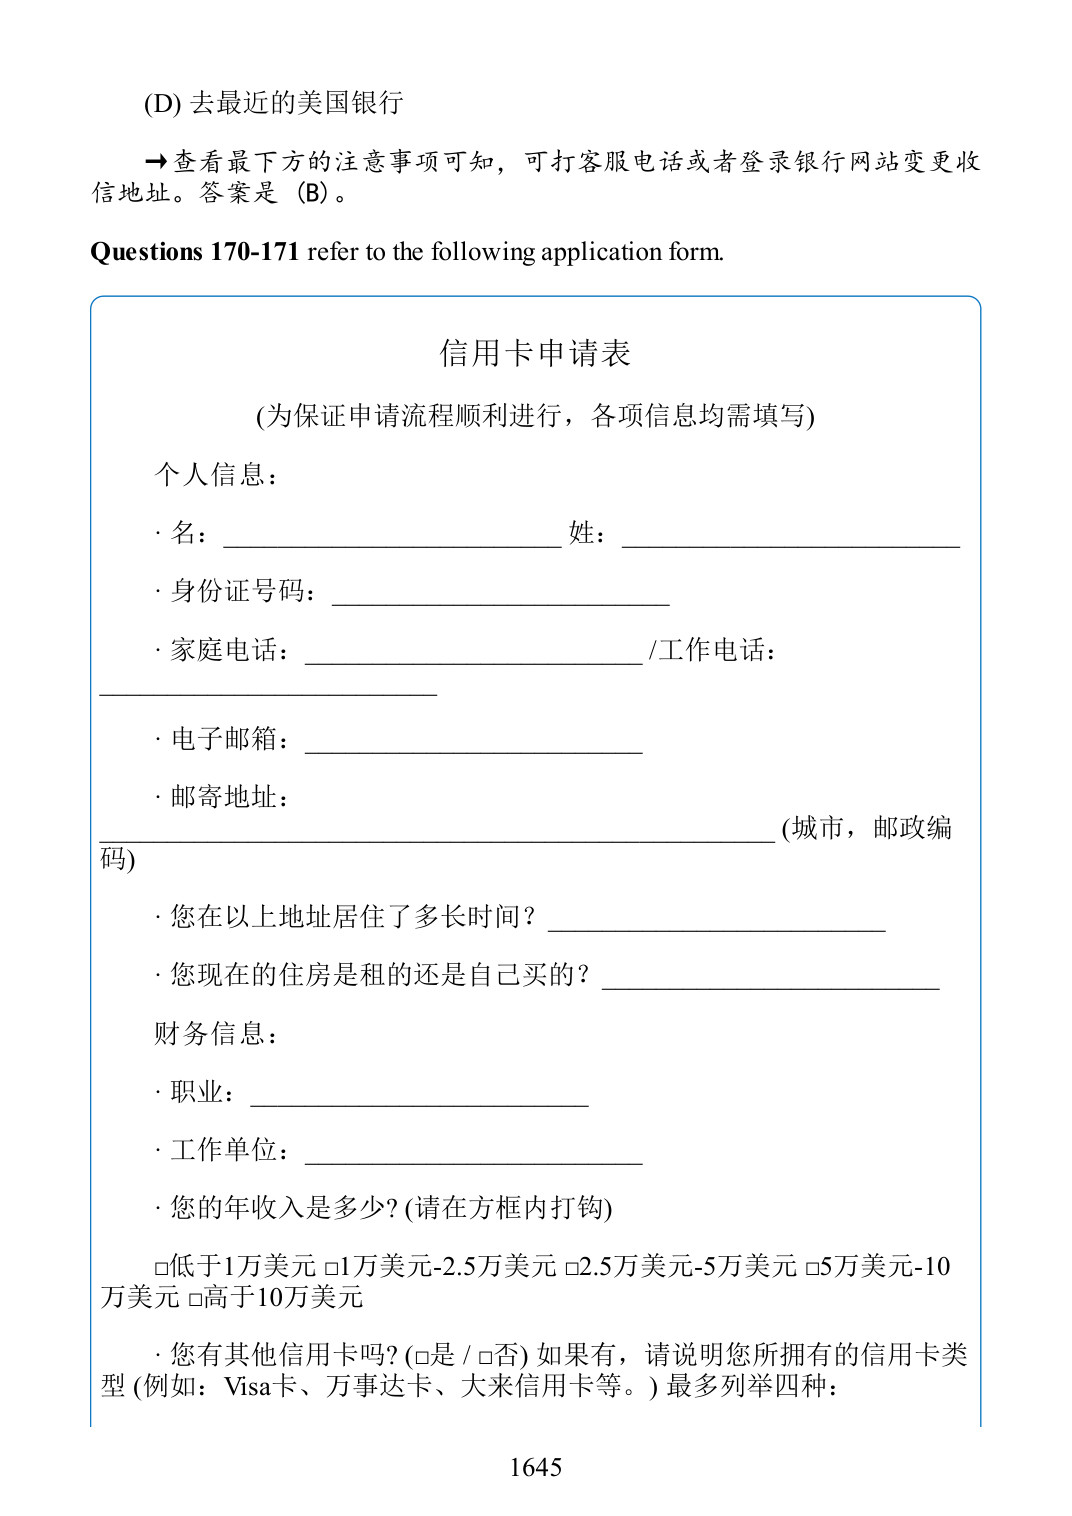 (D) 去最近的美国银行
→查看最下方的注意事项可知，可打客服电话或者登录银行网站变更收
信地址。答案是 (B)。
Questions 170-171 refer to the following application form.
信用卡申请表
(为保证申请流程顺利进行，各项信息均需填写)
个人信息：
· 名：_________________________ 姓：_________________________
· 身份证号码：_________________________
· 家庭电话：_________________________ /工作电话：
_________________________
· 电子邮箱：_________________________
· 邮寄地址：
__________________________________________________ (城市，邮政编
码)
· 您在以上地址居住了多长时间？_________________________
· 您现在的住房是租的还是自己买的？_________________________
财务信息：
· 职业：_________________________
· 工作单位：_________________________
· 您的年收入是多少? (请在方框内打钩)
□低于1万美元 □1万美元-2.5万美元 □2.5万美元-5万美元 □5万美元-10
万美元 □高于10万美元
· 您有其他信用卡吗? (□是 / □否) 如果有，请说明您所拥有的信用卡类
型 (例如：Visa卡、万事达卡、大来信用卡等。) 最多列举四种：
1645